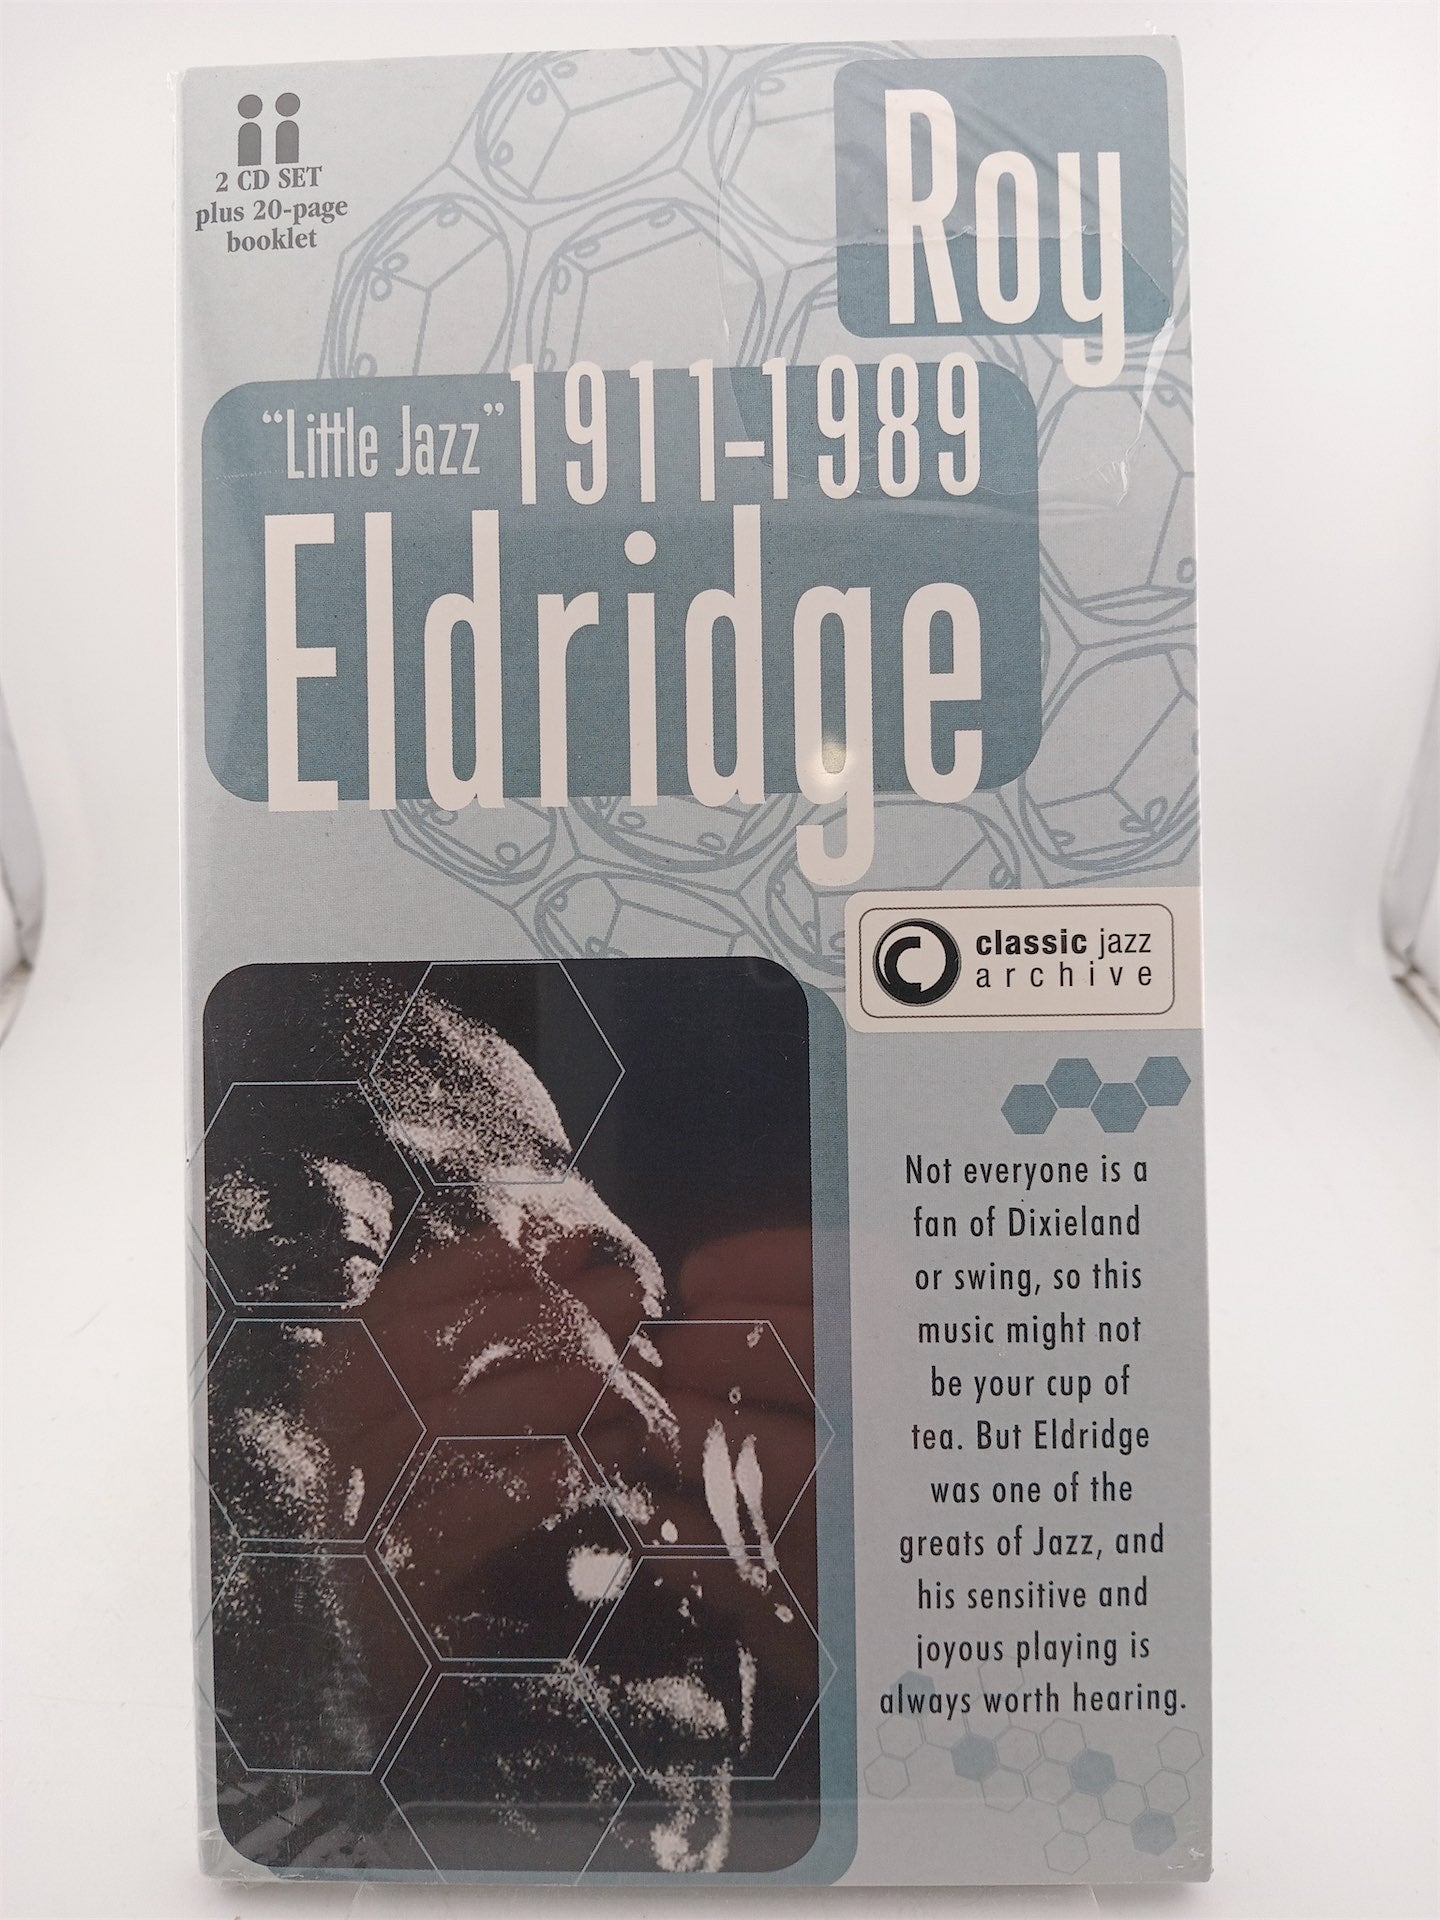 2 CD SET
plus 20-page
booklet
Roy
“Little Jazz” 1911-1989
Eldridge
classic jazz
archive
Not everyone is a
fan of Dixieland
or swing, so this
music might not
be your cup of
tea. But Eldridge
was one of the
greats of Jazz, and
his sensitive and
joyous playing is
always worth hearing.